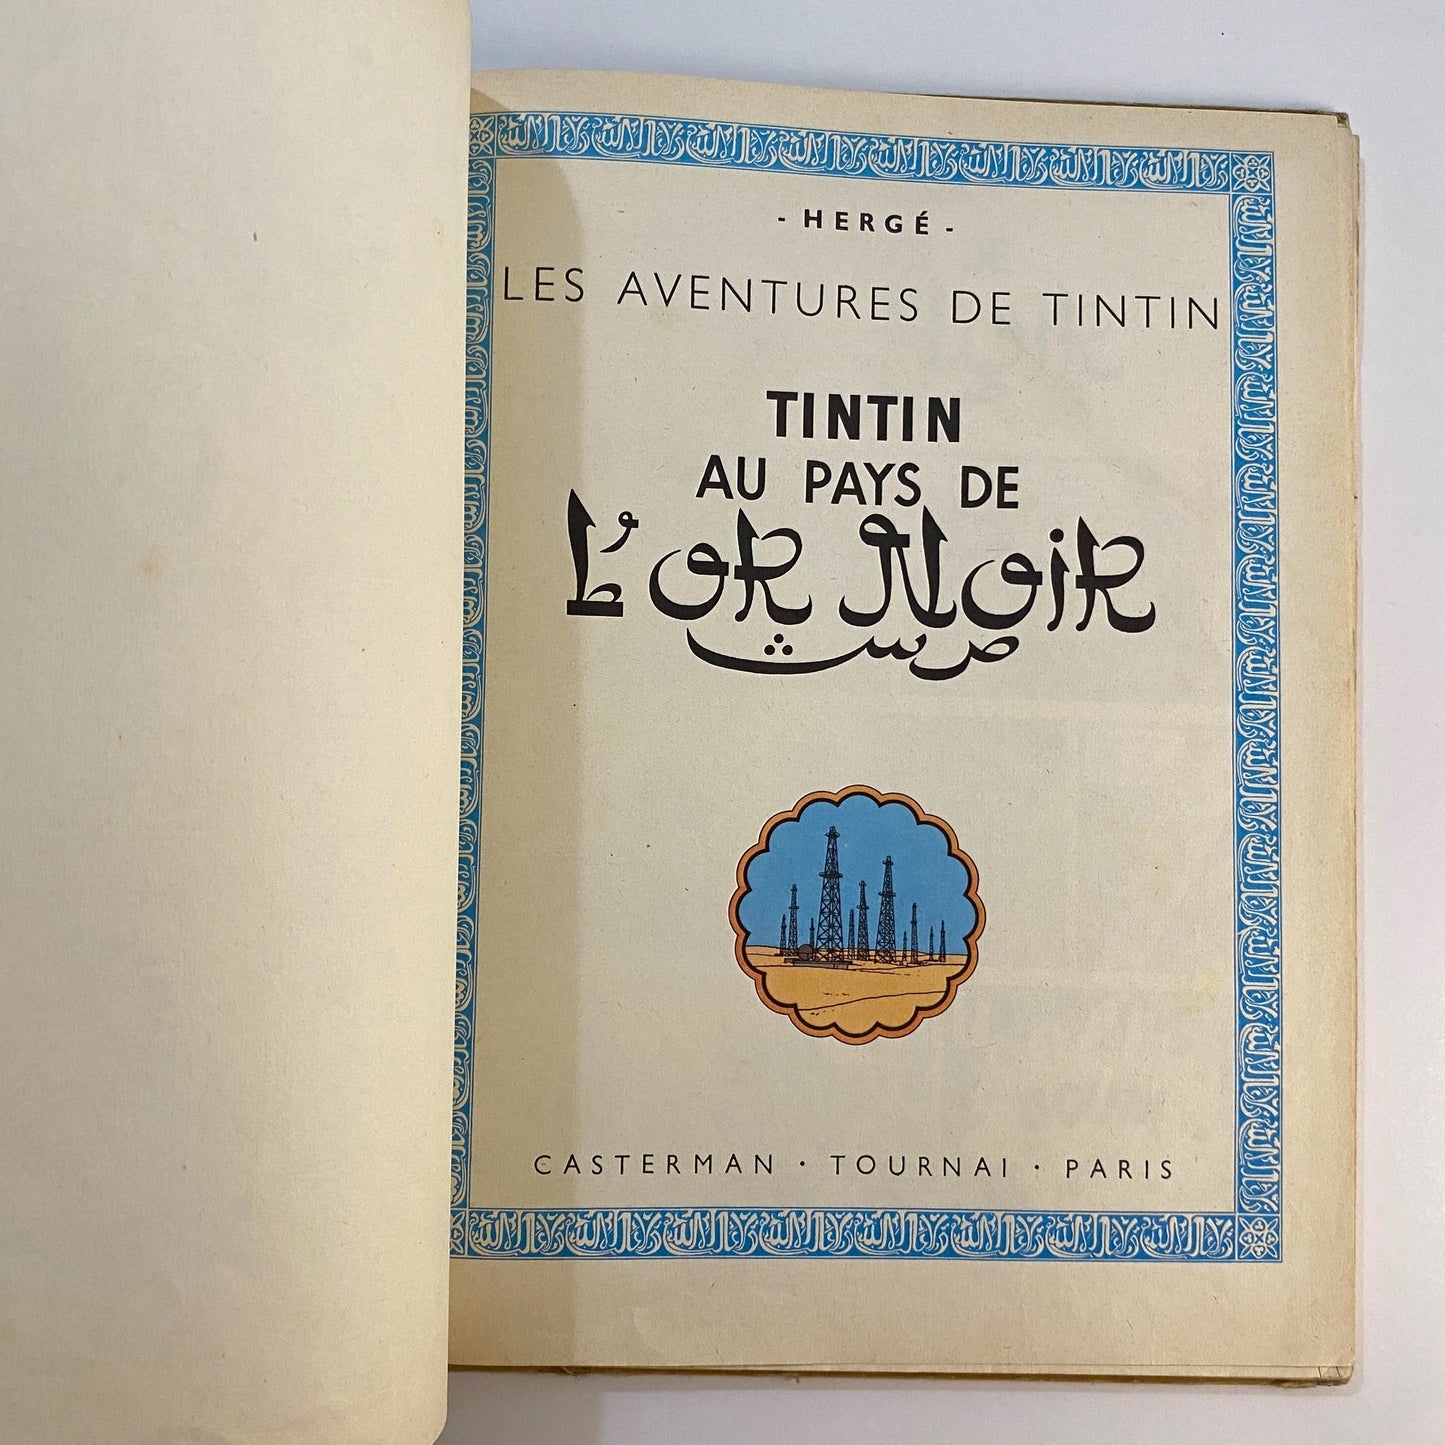 - HERGÉ -
LES AVENTURES DE TINTIN
TINTIN
AU PAYS DE
L'OR NOIR
CASTERMAN · TOURNAI · PARIS